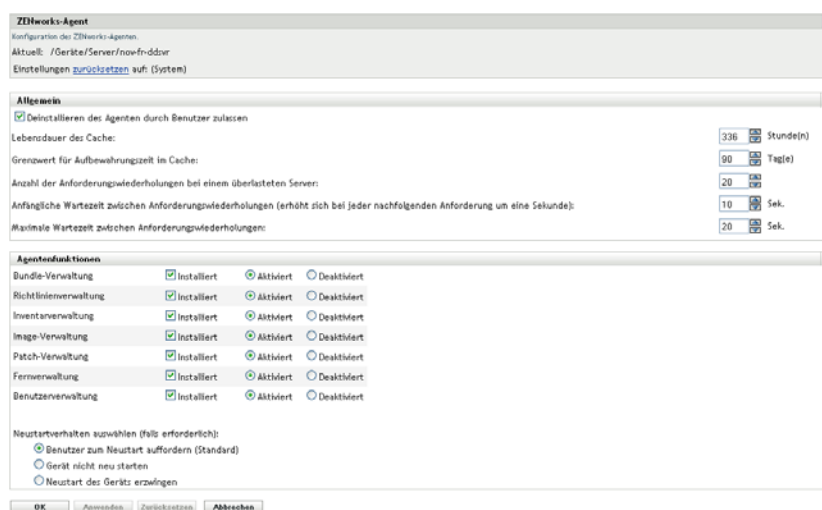 ZENworks-Agent
Konfiguration des ZENworks-Agenten.
Aktuell: /Geräte/Server/nov-fr-ddsvr
Einstellungen zurücksetzen auf: (System)
Allgemein
Deinstallieren des Agenten durch Benutzer zulassen
Lebensdauer des Cache: 336 Stunde(n)
Grenzwert für Aufbewahrungszeit im Cache: 90 Tag(e)
Anzahl der Anforderungswiederholungen bei einem überlasteten Server: 20
Anfängliche Wartezeit zwischen Anforderungswiederholungen (erhöht sich bei jeder nachfolgenden Anforderung um eine Sekunde): 10 Sek.
Maximale Wartezeit zwischen Anforderungswiederholungen: 20 Sek.
Agentenfunktionen
Bundle-Verwaltung Installiert Aktiviert Deaktiviert
Richtlinienverwaltung Installiert Aktiviert Deaktiviert
Inventarverwaltung Installiert Aktiviert Deaktiviert
Image-Verwaltung Installiert Aktiviert Deaktiviert
Patch-Verwaltung Installiert Aktiviert Deaktiviert
Fernverwaltung Installiert Aktiviert Deaktiviert
Benutzerverwaltung Installiert Aktiviert Deaktiviert
Neustartverhalten auswählen (falls erforderlich):
Benutzer zum Neustart auffordern (Standard)
Gerät nicht neu starten
Neustart des Geräts erzwingen
OK Anwenden Zurücksetzen Abbrechen